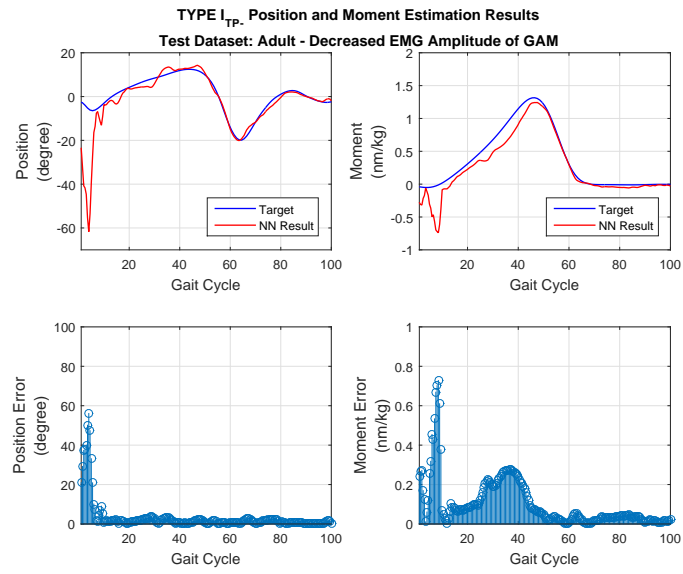 TYPE I_TP- Position and Moment Estimation Results
Test Dataset: Adult - Decreased EMG Amplitude of GAM
20
0
-20
-40
-60
Position
(degree)
Target
NN Result
20 40 60 80 100
Gait Cycle
2
1.5
1
0.5
0
-0.5
-1
Moment
(nm/kg)
Target
NN Result
20 40 60 80 100
Gait Cycle
100
80
60
40
20
0
Position Error
(degree)
20 40 60 80 100
Gait Cycle
1
0.8
0.6
0.4
0.2
0
Moment Error
(nm/kg)
20 40 60 80 100
Gait Cycle